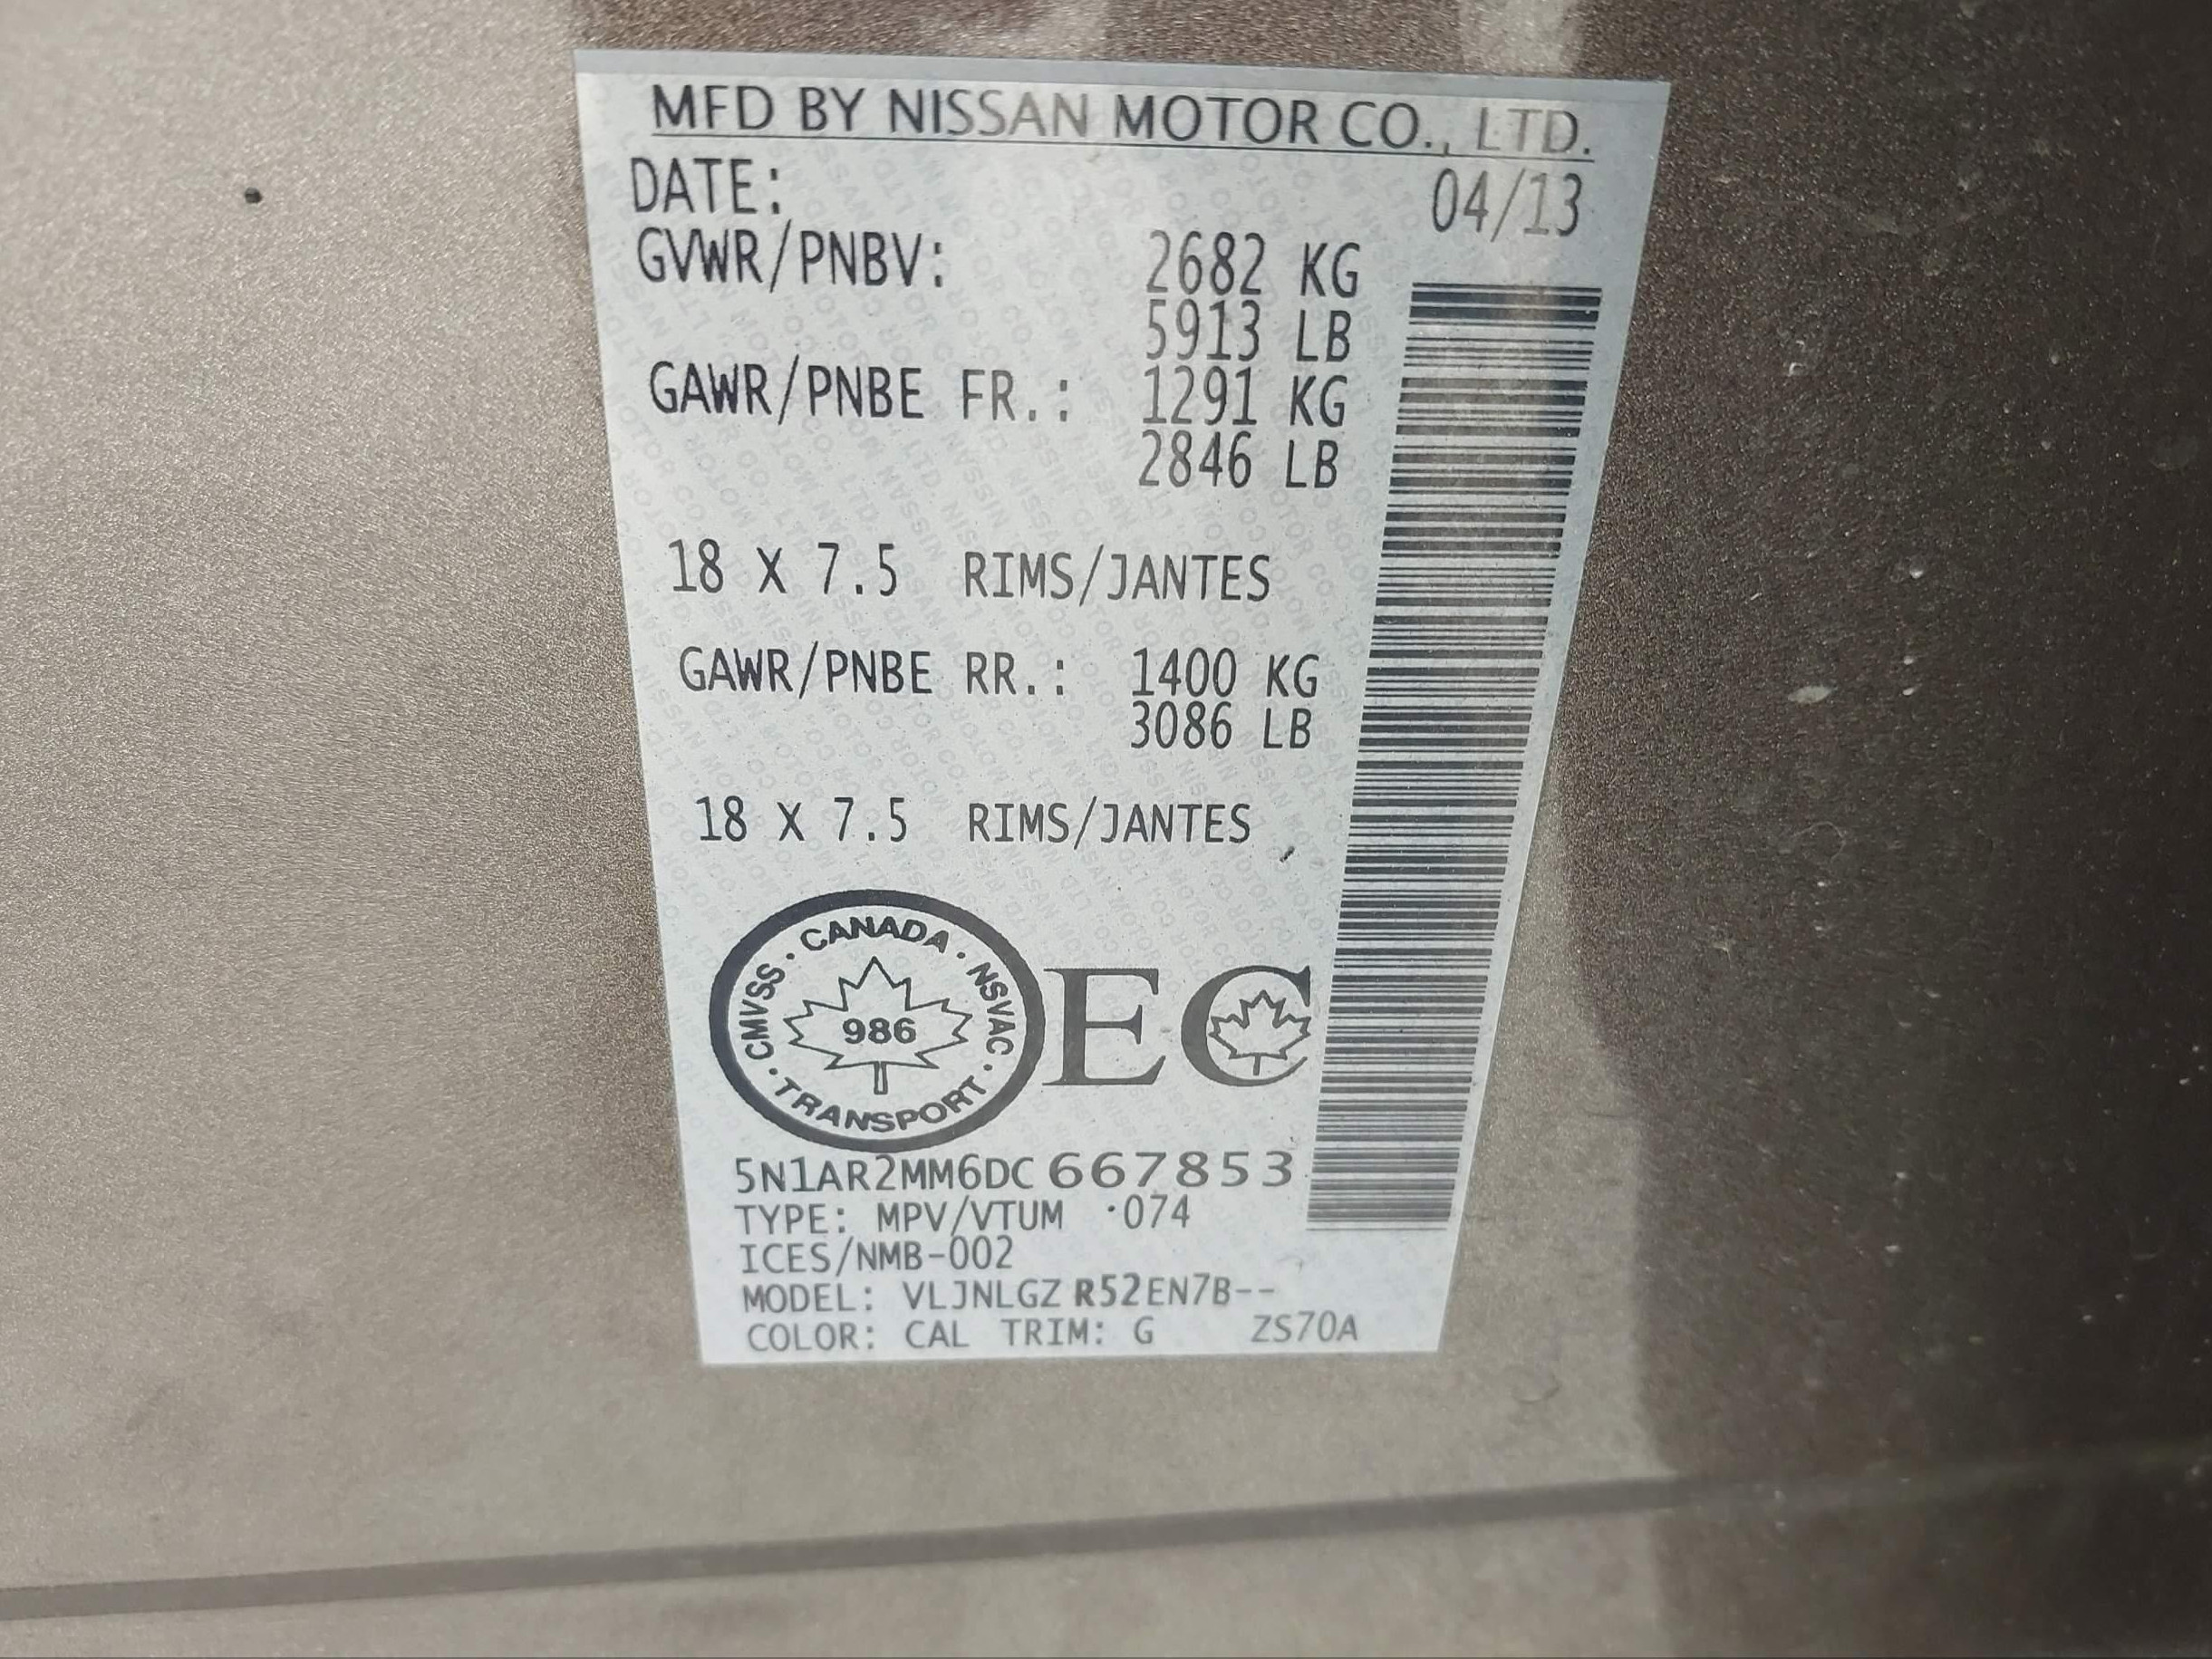 MFD BY NISSAN MOTOR CO., LTD.
DATE: 04/13
GVWR/PNBV: 2682 KG
5913 LB
GAWR/PNBE FR.: 1291 KG
2846 LB
18 X 7.5 RIMS/JANTES
GAWR/PNBE RR.: 1400 KG
3086 LB
18 X 7.5 RIMS/JANTES
CMVSS · CANADA · NSVAC · TRANSPORT ·
986
EC
5N1AR2MM6DC667853
TYPE: MPV/VTUM ·074
ICES/NMB-002
MODEL: VLJNLGZ R52EN7B--
COLOR: CAL TRIM: G ZS70A